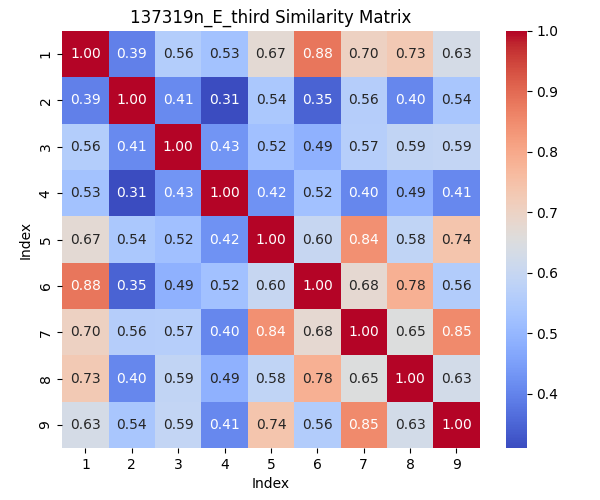 137319n_E_third Similarity Matrix
1 1.00 0.39 0.56 0.53 0.67 0.88 0.70 0.73 0.63
2 0.39 1.00 0.41 0.31 0.54 0.35 0.56 0.40 0.54
3 0.56 0.41 1.00 0.43 0.52 0.49 0.57 0.59 0.59
4 0.53 0.31 0.43 1.00 0.42 0.52 0.40 0.49 0.41
5 0.67 0.54 0.52 0.42 1.00 0.60 0.84 0.58 0.74
6 0.88 0.35 0.49 0.52 0.60 1.00 0.68 0.78 0.56
7 0.70 0.56 0.57 0.40 0.84 0.68 1.00 0.65 0.85
8 0.73 0.40 0.59 0.49 0.58 0.78 0.65 1.00 0.63
9 0.63 0.54 0.59 0.41 0.74 0.56 0.85 0.63 1.00
1 2 3 4 5 6 7 8 9
Index
Index
1.0
0.9
0.8
0.7
0.6
0.5
0.4